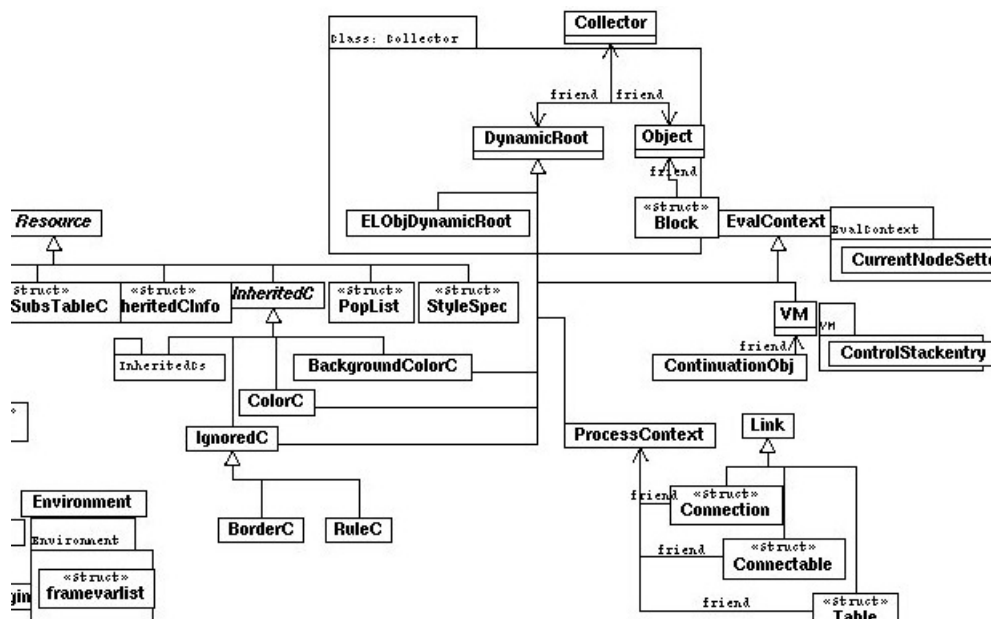 Collector
Class: Collector
friend friend
DynamicRoot
Object
friend
«struct»
Block
EvalContext
EvalContext
CurrentNodeSette
ELObjDynamicRoot
Resource
Struct»
SubsTableC
«Struct»
heritedCInfo
InheritedC
«Struct»
PopList
«Struct»
StyleSpec
VM
VM
friend
ContinuationObj
ControlStackentry
InheritedCs
BackgroundColorC
ColorC
IgnoredC
ProcessContext
Link
BorderC
RuleC
friend
«Struct»
Connection
friend
«Struct»
Connectable
friend
«Struct»
Table
Environment
Environment
«Struct»
framevarlist
gin